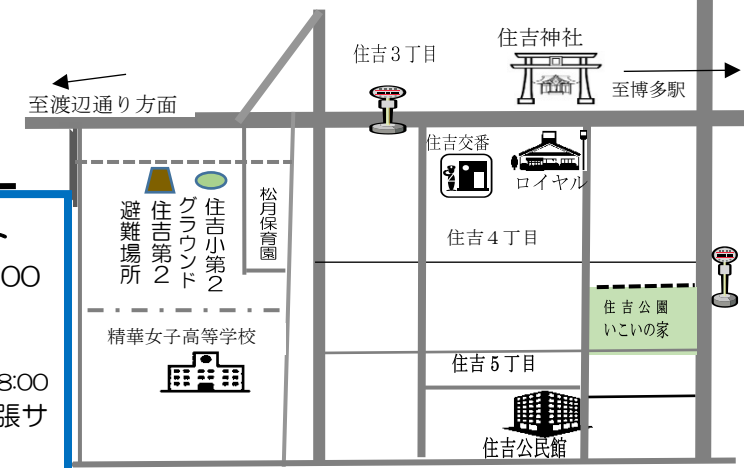 住吉神社
住吉３丁目
至博多駅
至渡辺通り方面
住吉交番
ロイヤル
松月保育園
住吉小第２
グラウンド
住吉第２
避難場所
住吉４丁目
00
住吉公園
いこいの家
精華女子高等学校
住吉５丁目
8:00
張サ
住吉公民館